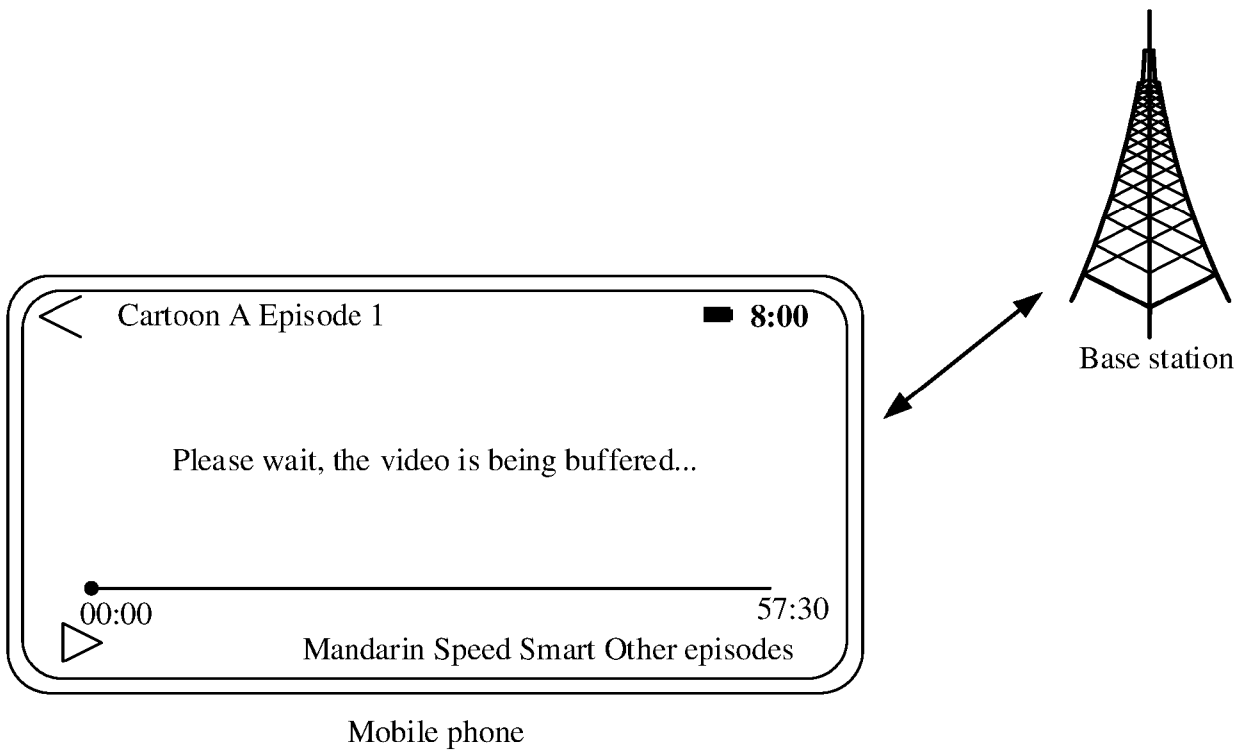 Cartoon A Episode 1
8:00
Base station
Please wait, the video is being buffered...
00:00
57:30
Mandarin Speed Smart Other episodes
Mobile phone